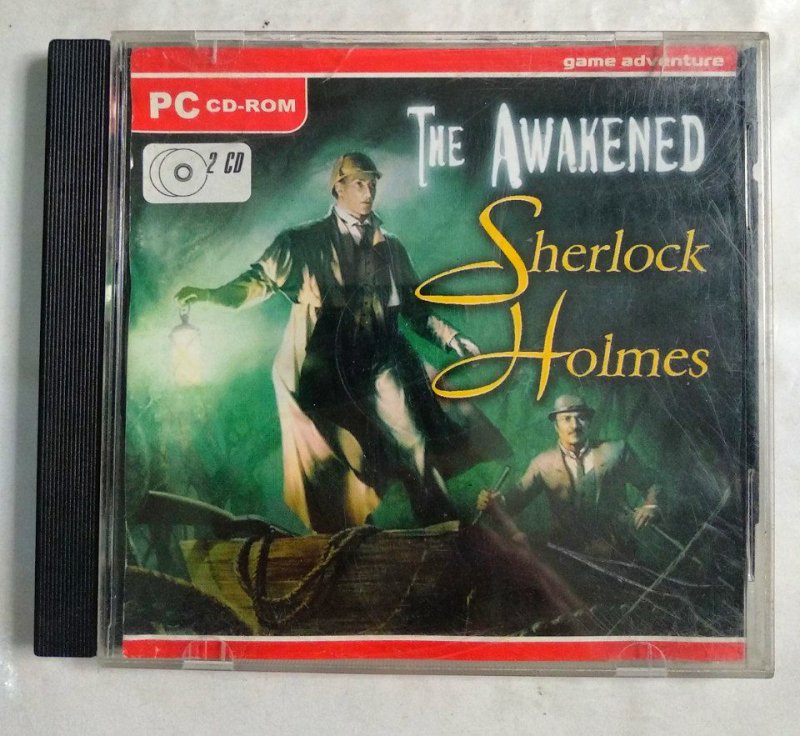 game adventure
PC CD-ROM
2 CD
THE AWAKENED
Sherlock
Holmes